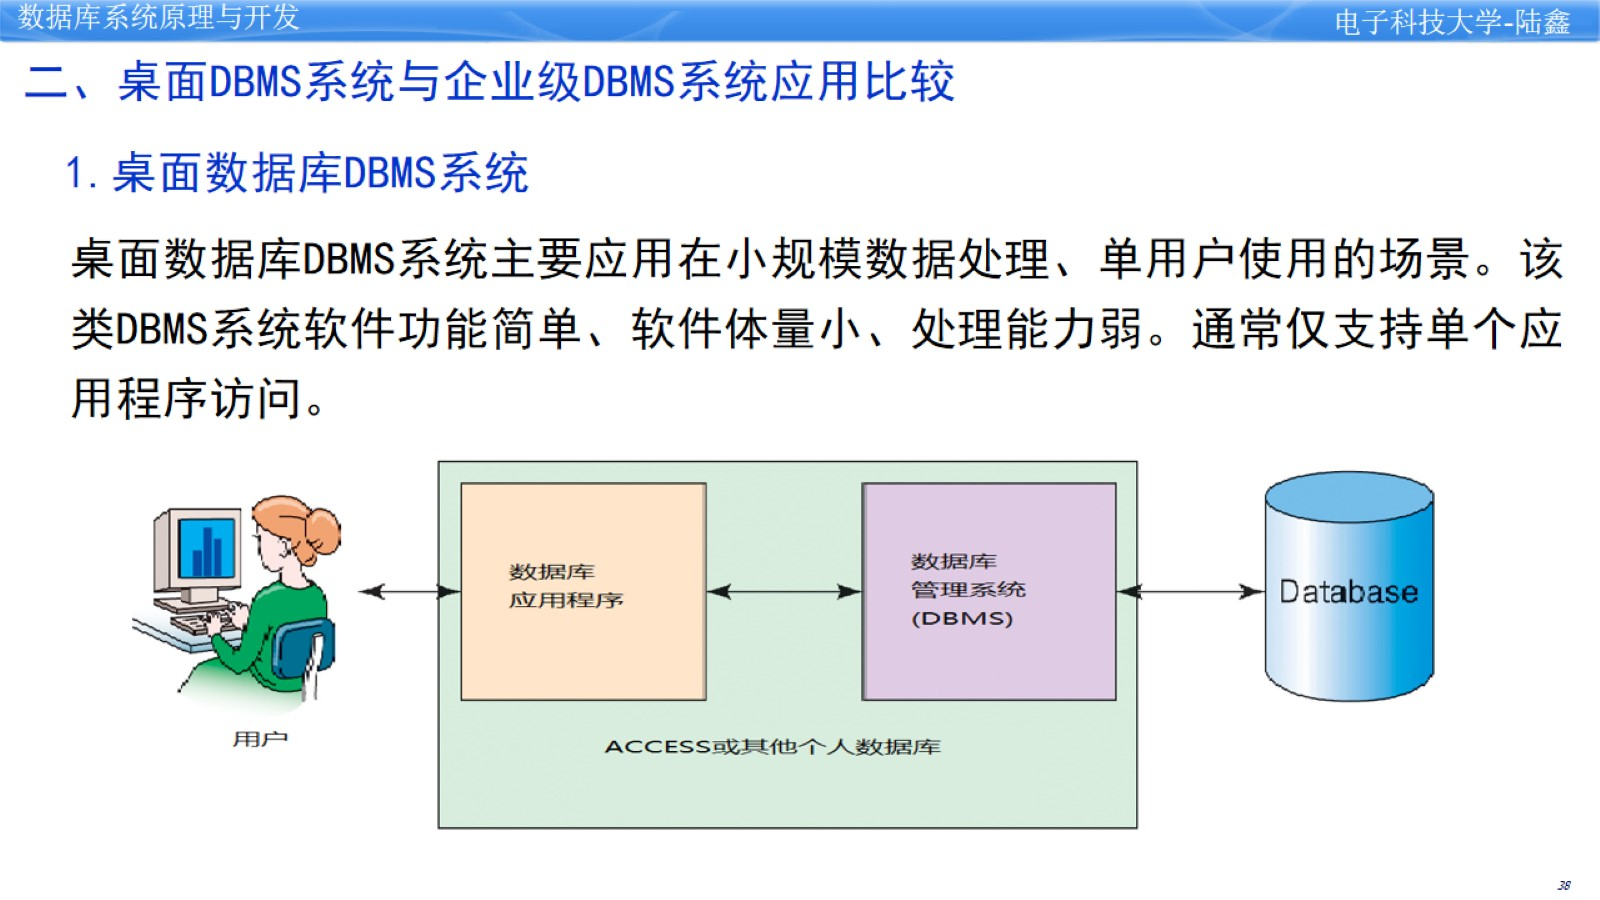 数据库系统原理与开发
电子科技大学-陆鑫
二、桌面DBMS系统与企业级DBMS系统应用比较
1.桌面数据库DBMS系统
桌面数据库DBMS系统主要应用在小规模数据处理、单用户使用的场景。该
类DBMS系统软件功能简单、软件体量小、处理能力弱。通常仅支持单个应
用程序访问。
数据库
应用程序
数据库
管理系统
(DBMS)
Database
用户
ACCESS或其他个人数据库
38